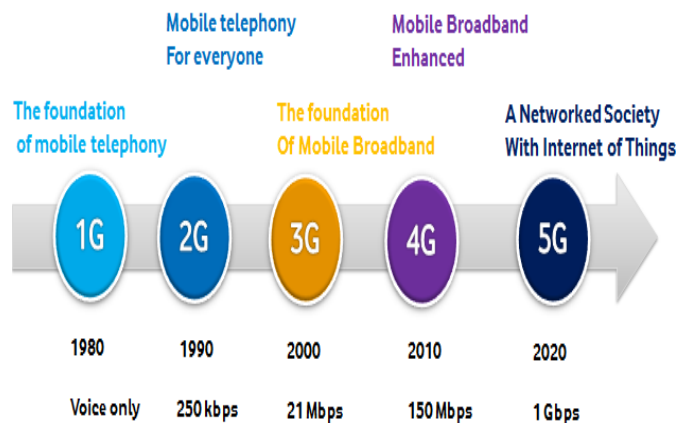 Mobile telephony
For everyone
Mobile Broadband
Enhanced
The foundation
of mobile telephony
The foundation
Of Mobile Broadband
A Networked Society
With Internet of Things
1G
2G
3G
4G
5G
1980
1990
2000
2010
2020
Voice only
250 kbps
21 Mbps
150 Mbps
1 Gbps